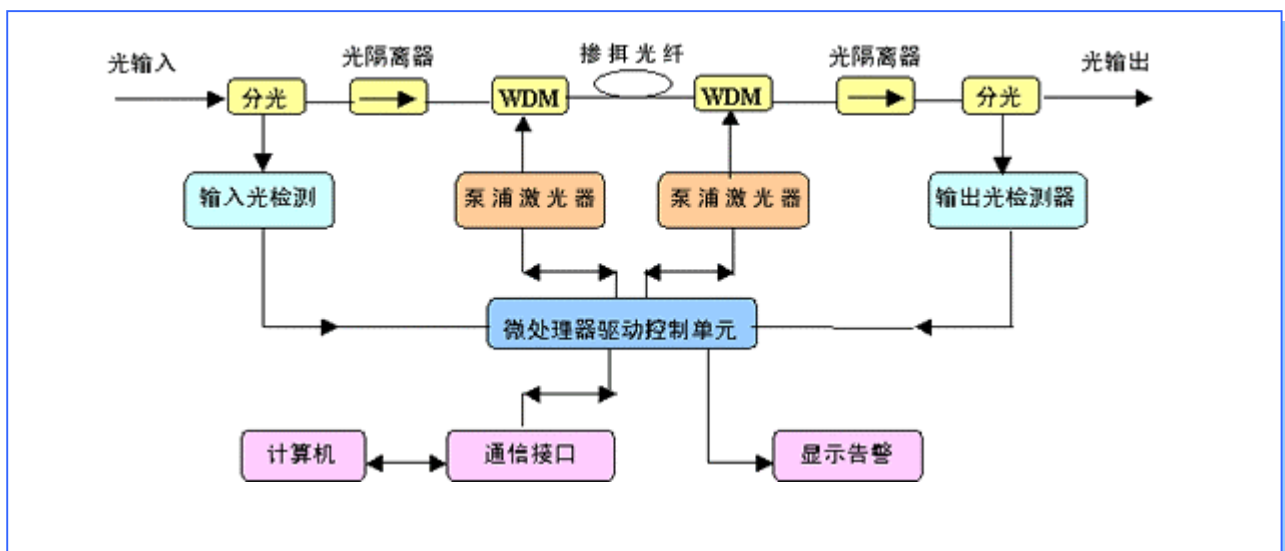 光输入
光隔离器
掺铒光纤
光隔离器
光输出
分光
WDM
WDM
分光
输入光检测
泵浦激光器
泵浦激光器
输出光检测器
微处理器驱动控制单元
计算机
通信接口
显示告警